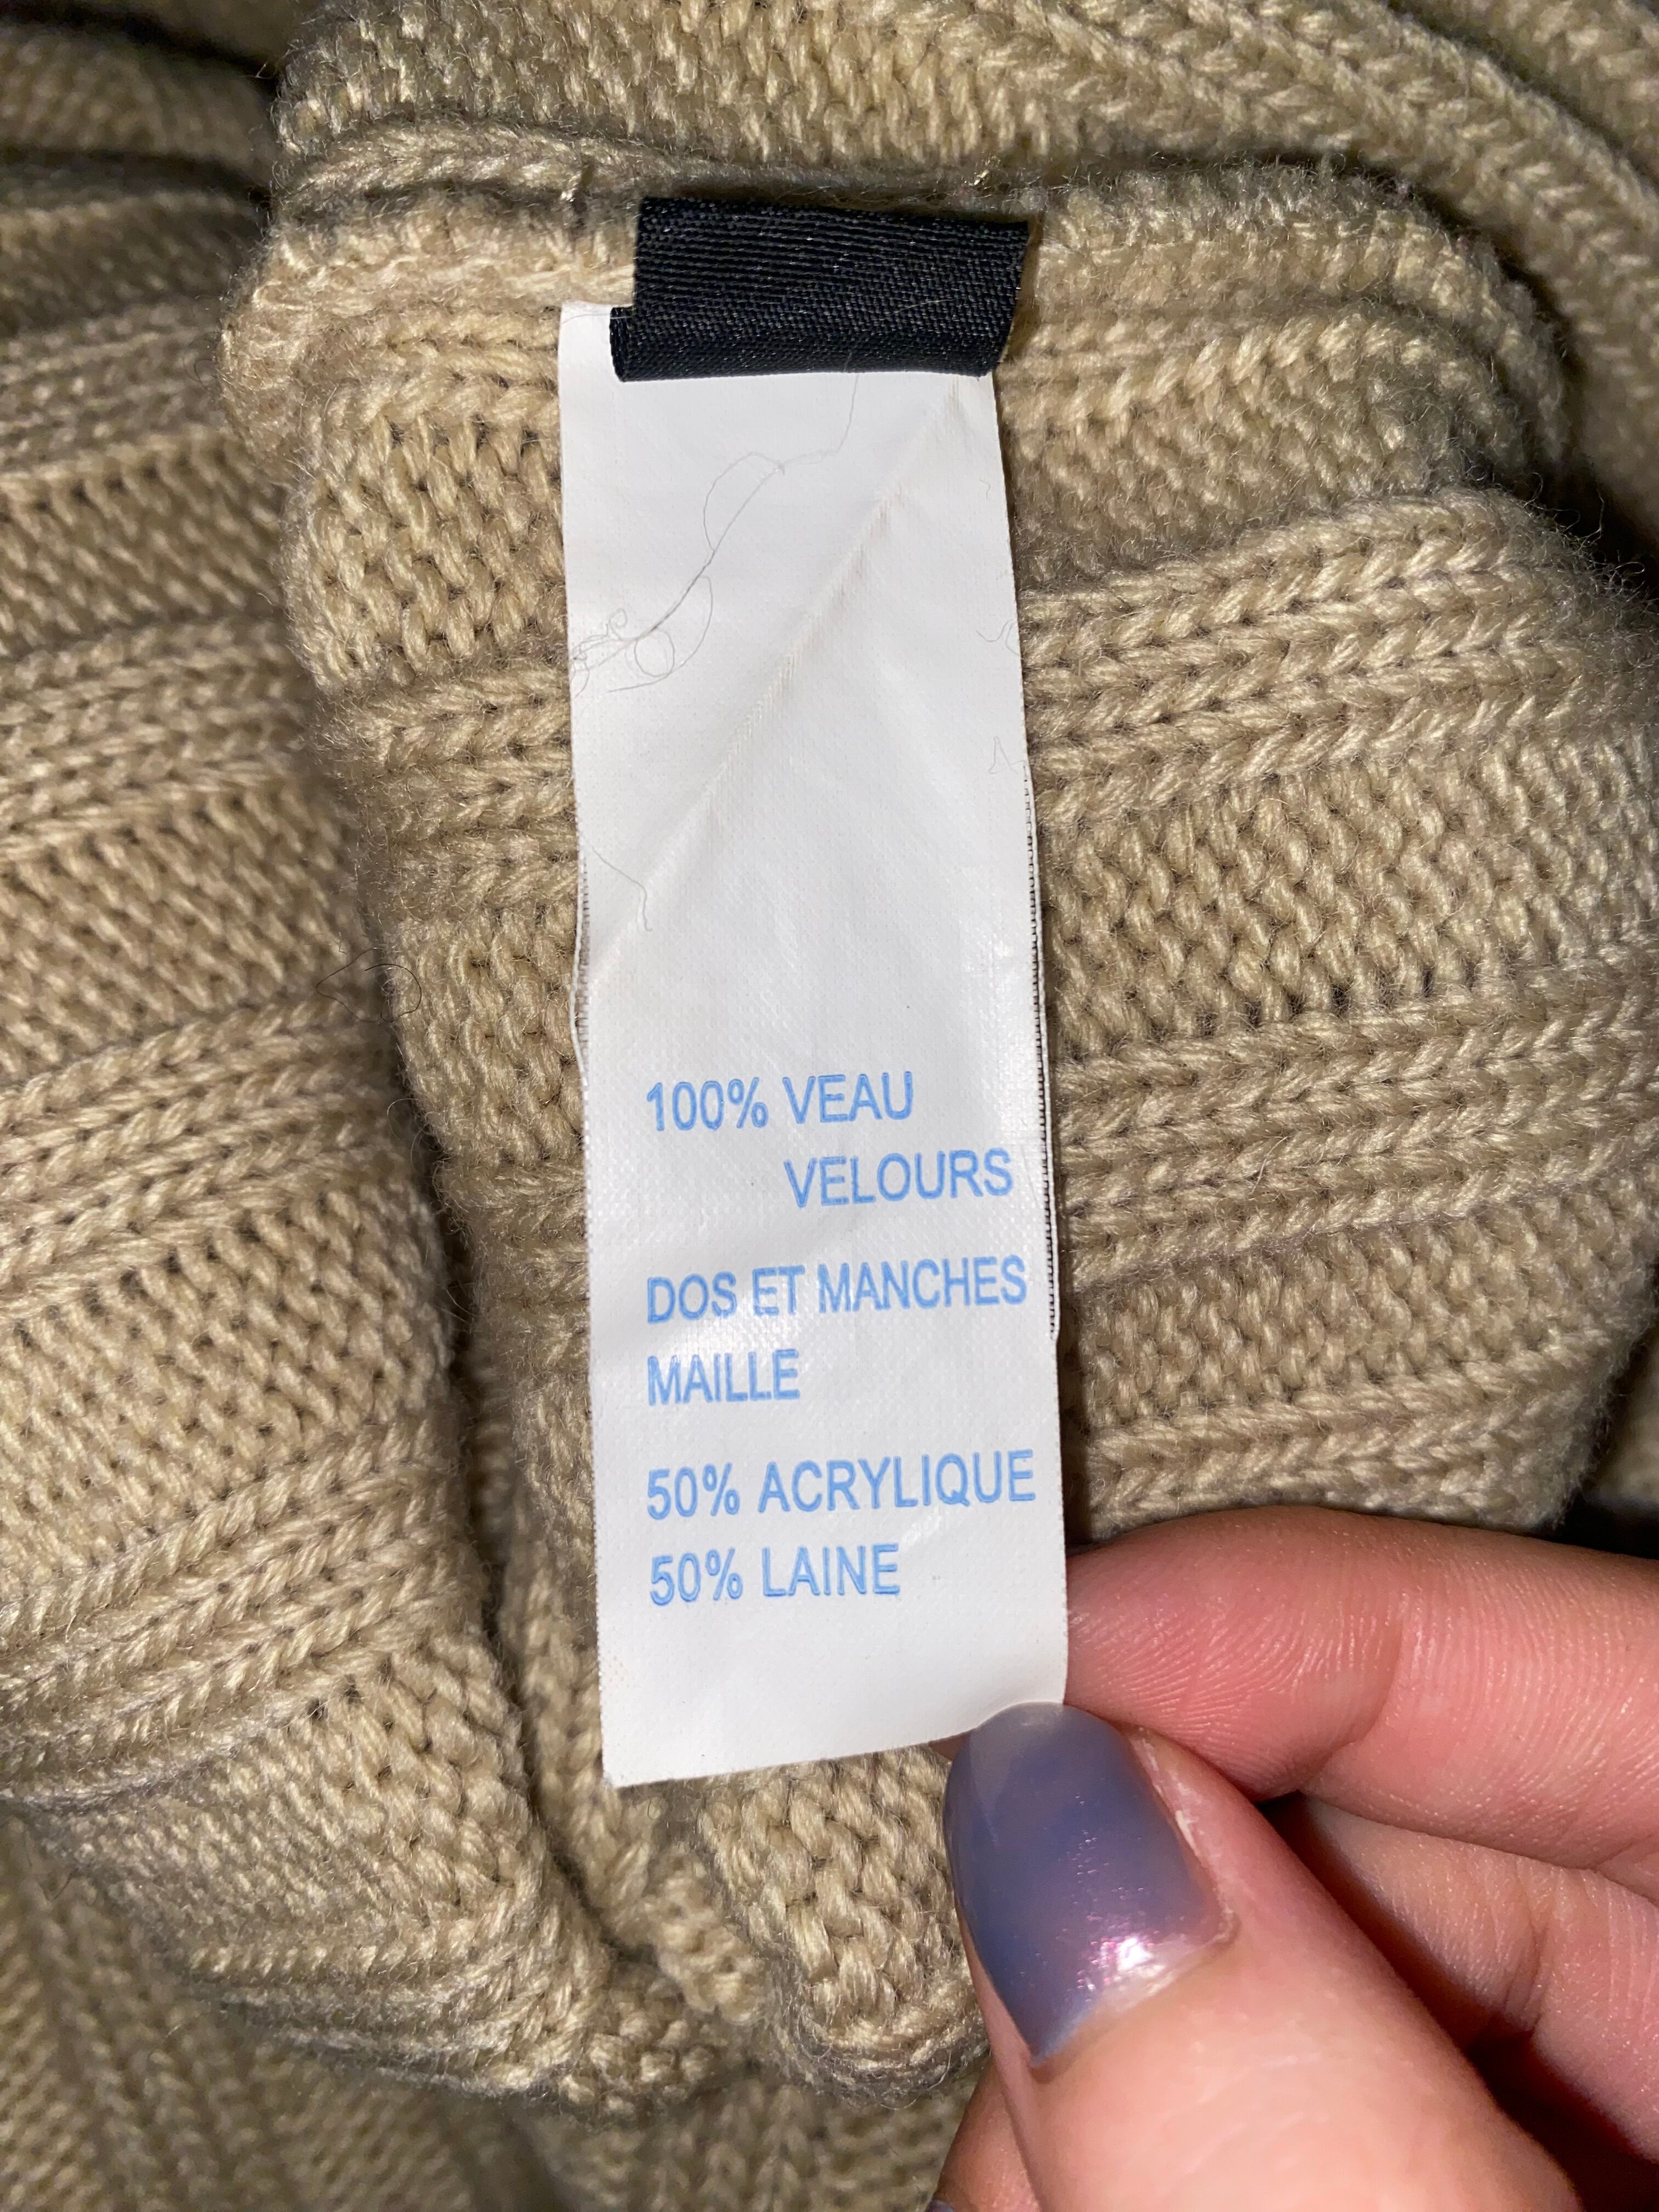 100% VEAU
VELOURS
DOS ET MANCHES
MAILLE
50% ACRYLIQUE
50% LAINE